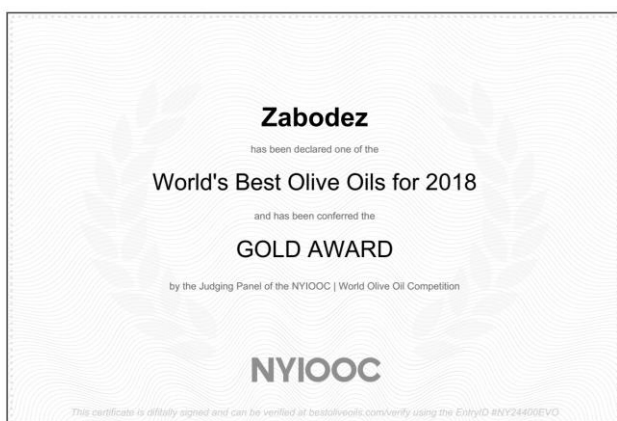 Zabodez
has been declared one of the
World's Best Olive Oils for 2018
and has been conferred the
GOLD AWARD
by the Judging Panel of the NYIOOC | World Olive Oil Competition
NYIOOC
This certificate is difitally signed and can be verified at bestoliveoils.com/verify using the EntryID #NY24400EVO